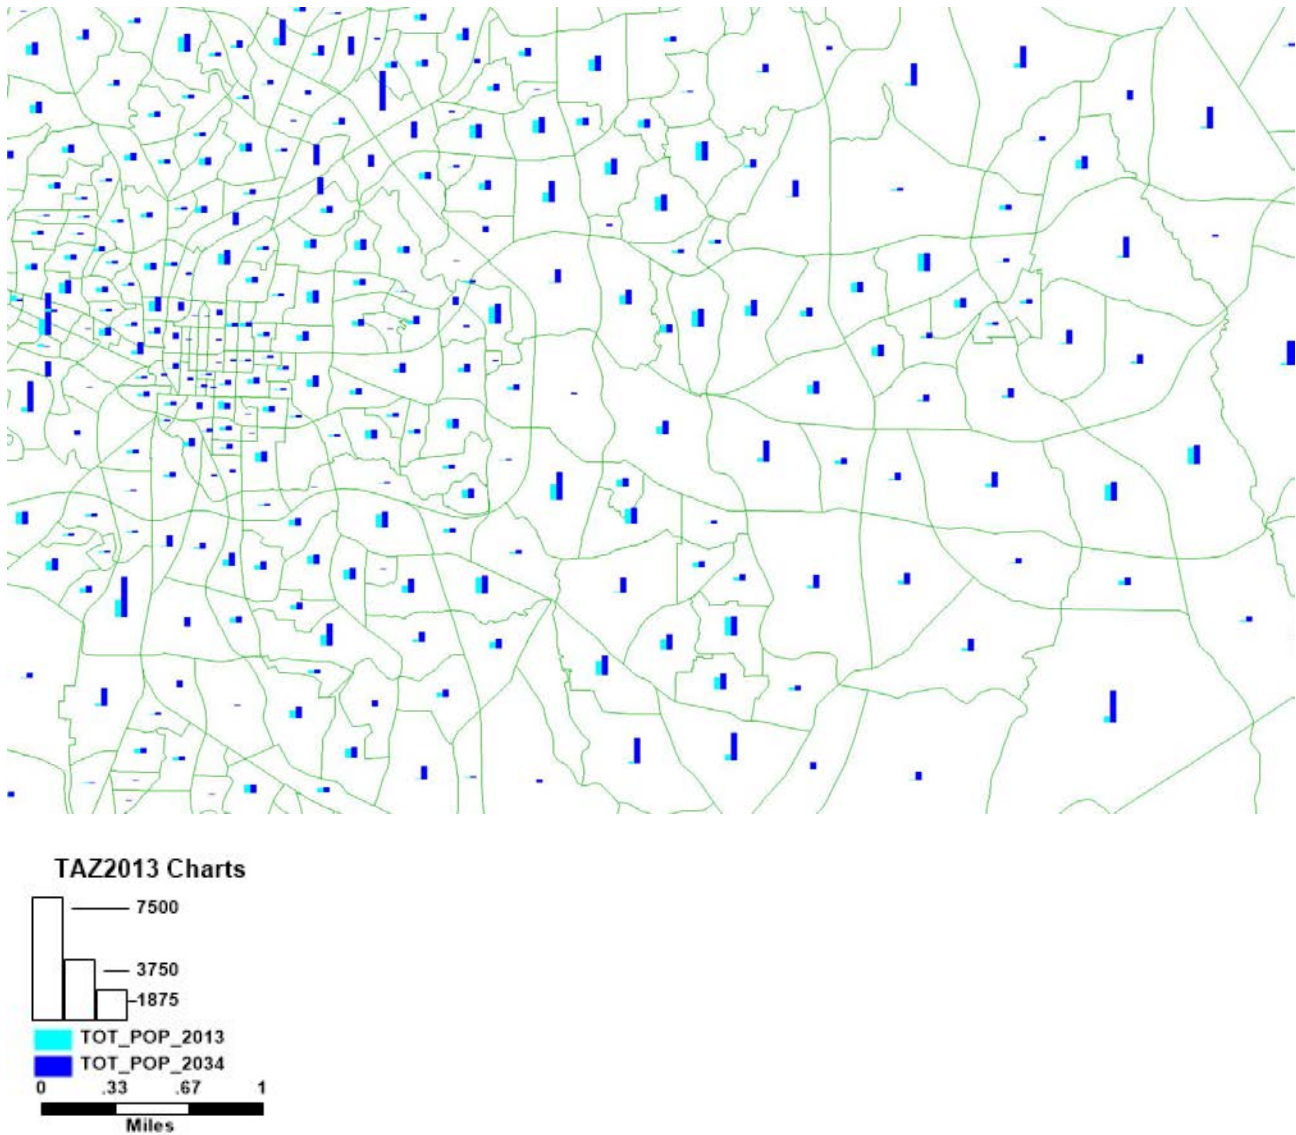 TAZ2013 Charts
7500
3750
1875
TOT_POP_2013
TOT_POP_2034
0 .33 .67 1
Miles